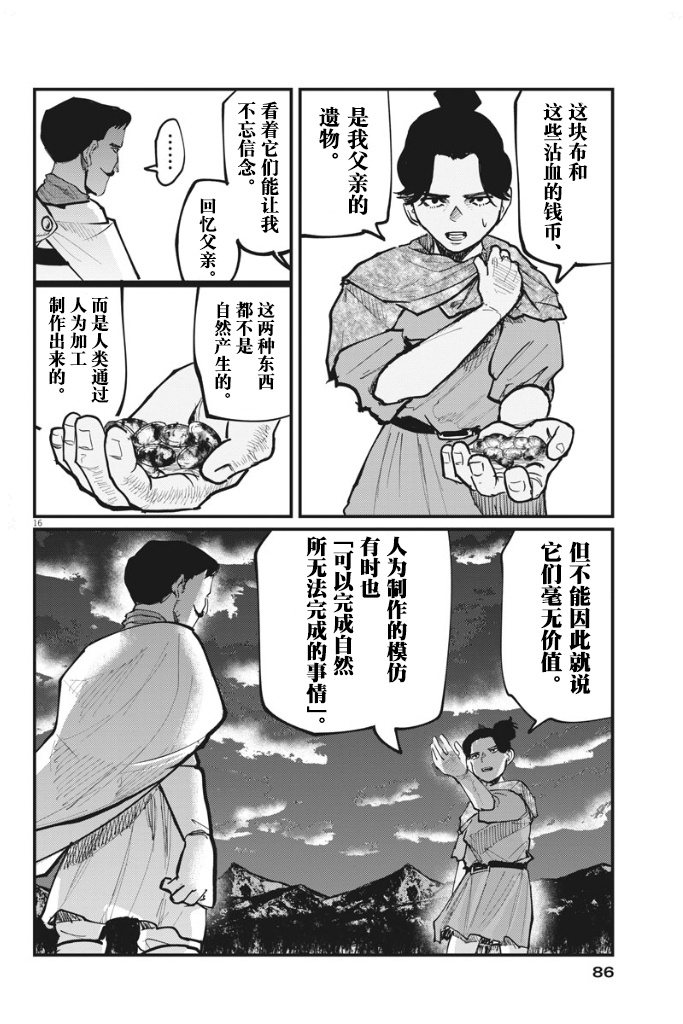 这块布和
这些沾血的钱币、
是我父亲的
遗物。
看着它们能让我
不忘信念。
回忆父亲。
……
这两种东西
都不是
自然产生的。
而是人类通过
人为加工
制作出来的。
16
但不能因此就说
它们毫无价值。
人为制作的模仿
有时也
「可以完成自然
所无法完成的事情」。
86